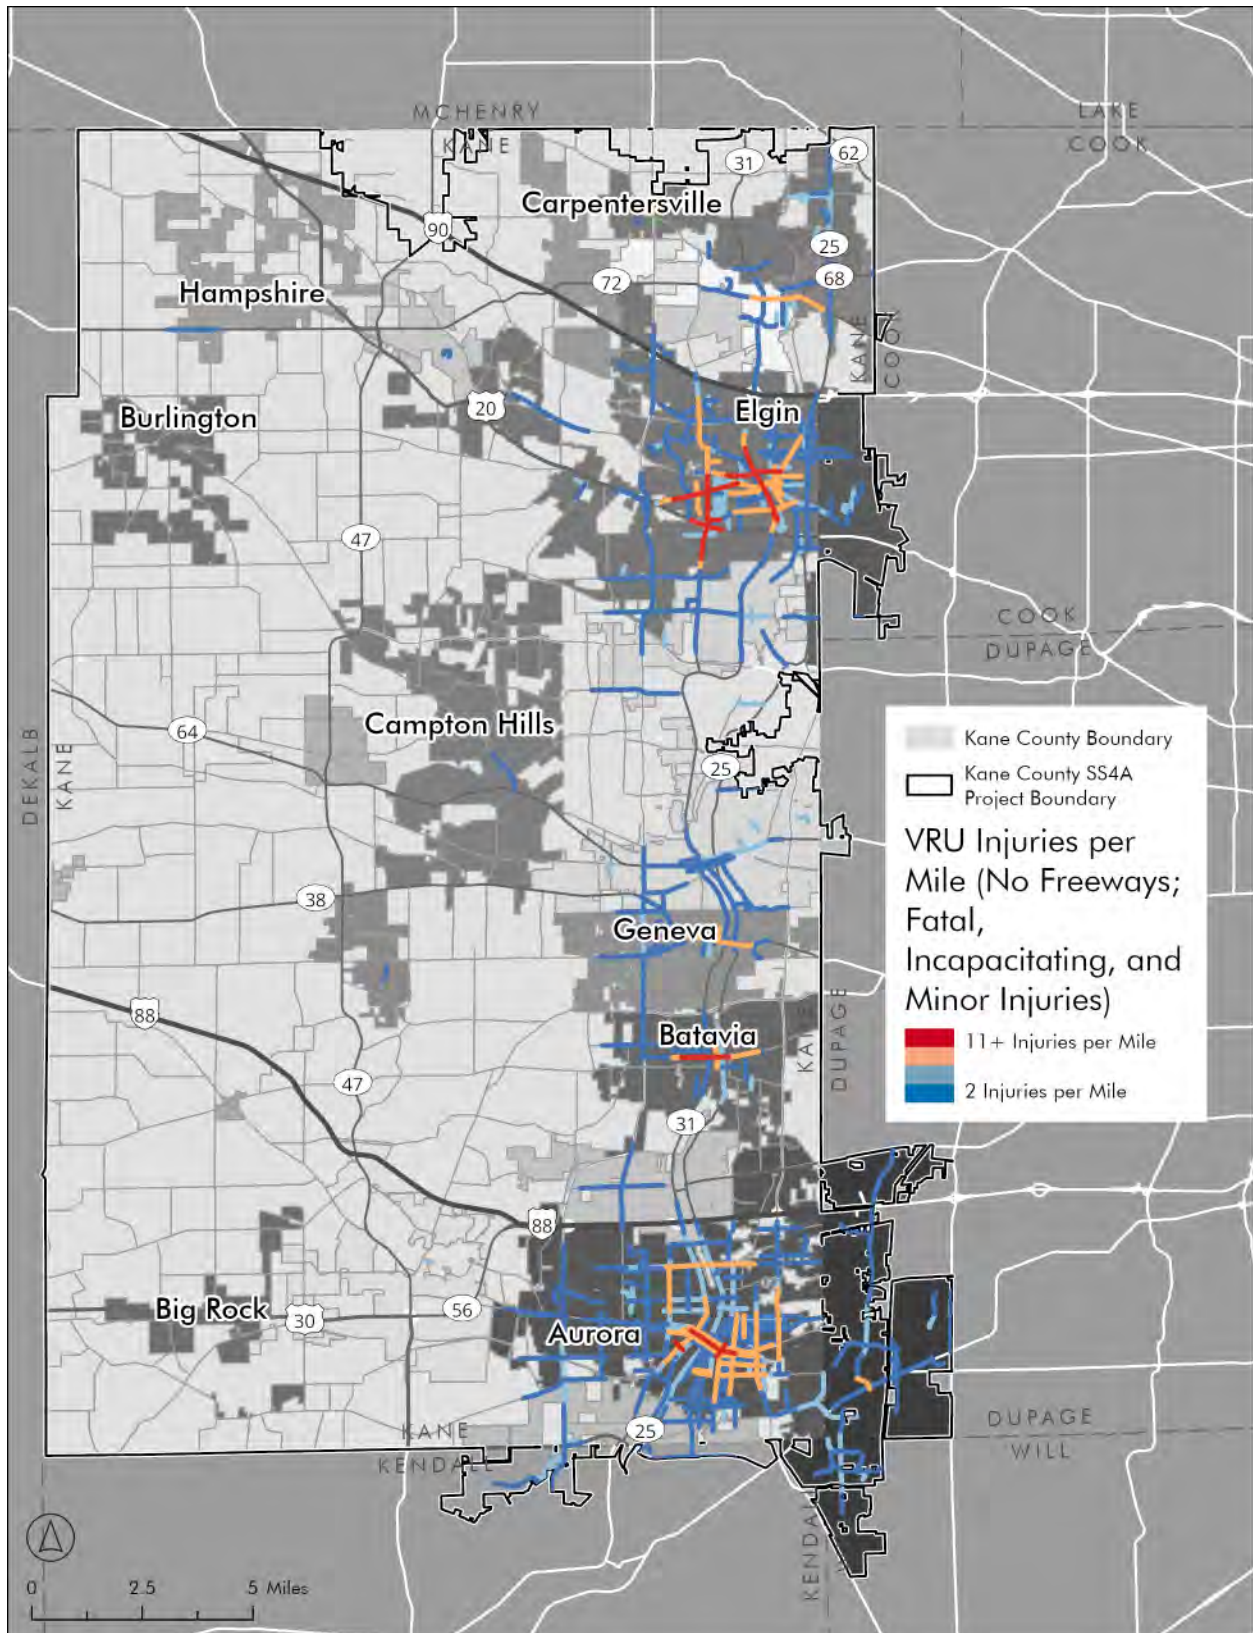 MCHENRY
KANE
LAKE
COOK
31
62
Carpentersville
90
25
72
68
Hampshire
KANE
COOK
20
Elgin
Burlington
47
COOK
DUPAGE
Campton Hills
64
DEKALB
KANE
25
Kane County Boundary
Kane County SS4A
Project Boundary
VRU Injuries per
Mile (No Freeways;
Fatal,
Incapacitating, and
Minor Injuries)
11+ Injuries per Mile
2 Injuries per Mile
38
Geneva
88
Batavia
DUPAGE
47
31
88
Big Rock
30
56
Aurora
25
KANE
KENDALL
DUPAGE
WILL
0 2.5 5 Miles